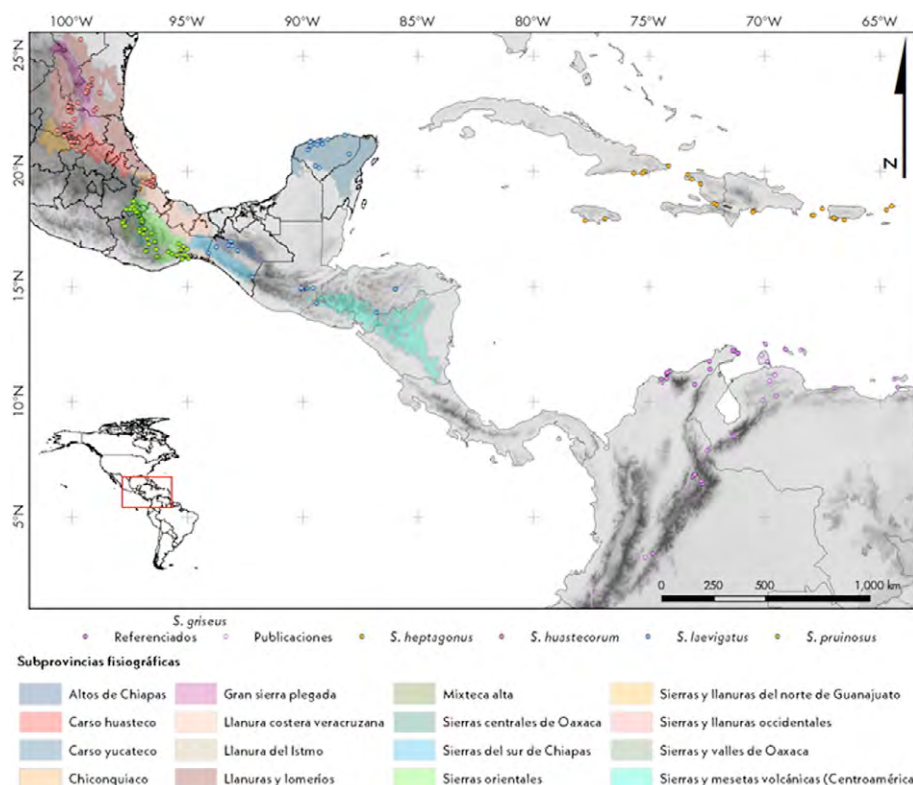 100°W 95°W 90°W 85°W 80°W 75°W 70°W 65°W
25°N
20°N
15°N
10°N
5°N
N
0 250 500 1,000 km
S. griseus
Referenciados Publicaciones S. heptagonus S. huastecorum S. laevigatus S. pruinosus
Subprovincias fisiográficas
Altos de Chiapas Gran sierra plegada Mixteca alta Sierras y llanuras del norte de Guanajuato
Carso huasteco Llanura costera veracruzana Sierras centrales de Oaxaca Sierras y llanuras occidentales
Carso yucateco Llanura del Istmo Sierras del sur de Chiapas Sierras y valles de Oaxaca
Chiconquiaco Llanuras y lomeríos Sierras orientales Sierras y mesetas volcánicas (Centroamérica